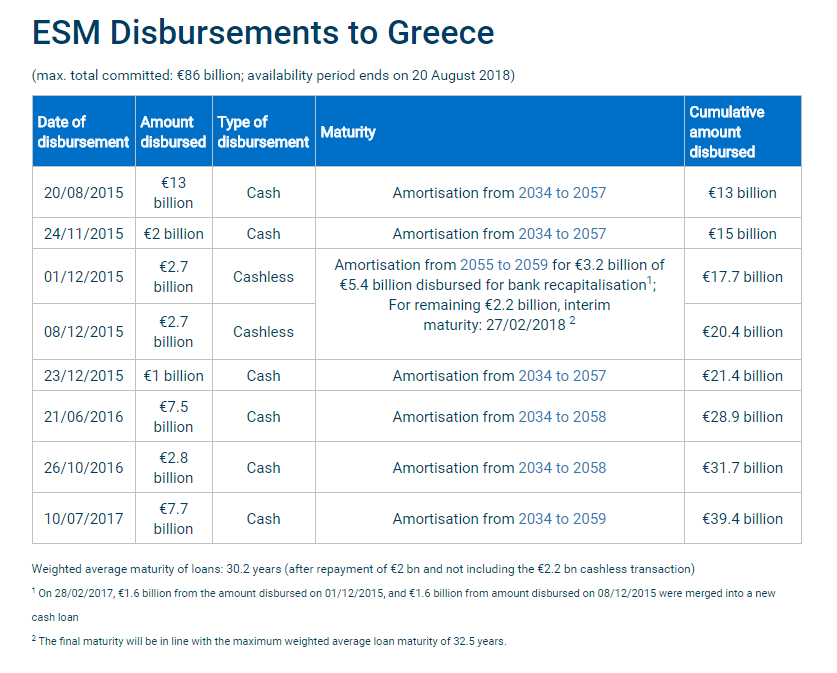 ESM Disbursements to Greece
(max. total committed: €86 billion; availability period ends on 20 August 2018)
Date of disbursement Amount disbursed Type of disbursement Maturity Cumulative amount disbursed
20/08/2015 €13 billion Cash Amortisation from 2034 to 2057 €13 billion
24/11/2015 €2 billion Cash Amortisation from 2034 to 2057 €15 billion
01/12/2015 €2.7 billion Cashless Amortisation from 2055 to 2059 for €3.2 billion of €5.4 billion disbursed for bank recapitalisation¹; For remaining €2.2 billion, interim maturity: 27/02/2018 ² €17.7 billion
08/12/2015 €2.7 billion Cashless €20.4 billion
23/12/2015 €1 billion Cash Amortisation from 2034 to 2057 €21.4 billion
21/06/2016 €7.5 billion Cash Amortisation from 2034 to 2058 €28.9 billion
26/10/2016 €2.8 billion Cash Amortisation from 2034 to 2058 €31.7 billion
10/07/2017 €7.7 billion Cash Amortisation from 2034 to 2059 €39.4 billion
Weighted average maturity of loans: 30.2 years (after repayment of €2 bn and not including the €2.2 bn cashless transaction)
¹ On 28/02/2017, €1.6 billion from the amount disbursed on 01/12/2015, and €1.6 billion from amount disbursed on 08/12/2015 were merged into a new
cash loan
² The final maturity will be in line with the maximum weighted average loan maturity of 32.5 years.